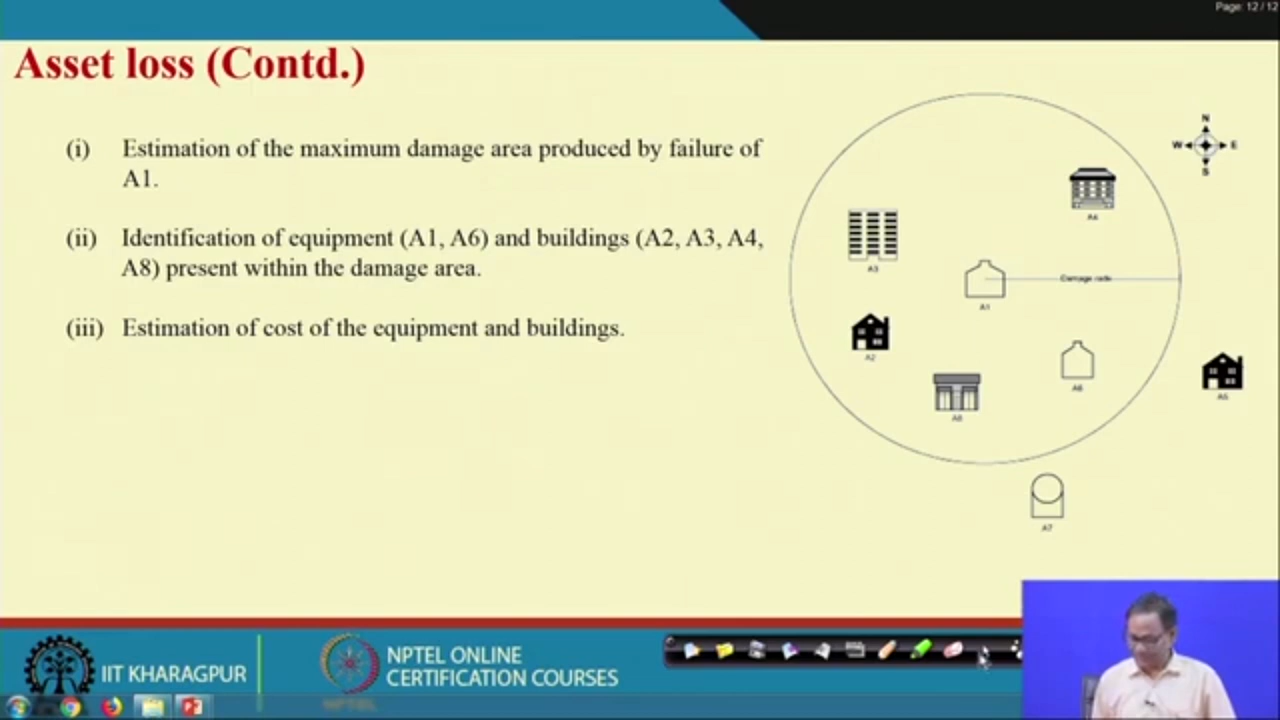 Page: 12 / 12
Asset loss (Contd.)
(i) Estimation of the maximum damage area produced by failure of
A1.
(ii) Identification of equipment (A1, A6) and buildings (A2, A3, A4,
A8) present within the damage area.
(iii) Estimation of cost of the equipment and buildings.
N
W E
S
A4
A3
Damage
A1
A2
A6
A8
A5
A7
IIT KHARAGPUR
NPTEL ONLINE
CERTIFICATION COURSES
NPTEL